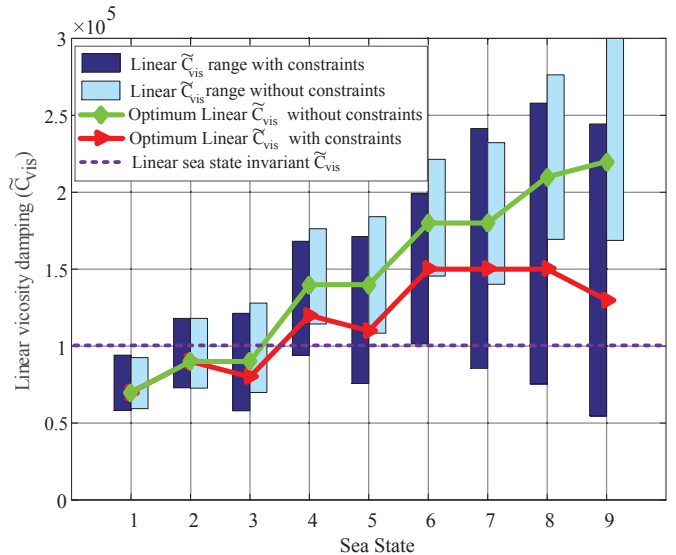 ×10⁵
3
2.5
2
1.5
1
0.5
0
Linear vicosity damping (C̃vis)
Linear C̃vis range with constraints
Linear C̃vis range without constraints
Optimum Linear C̃vis without constraints
Optimum Linear C̃vis with constraints
Linear sea state invariant C̃vis
1 2 3 4 5 6 7 8 9
Sea State